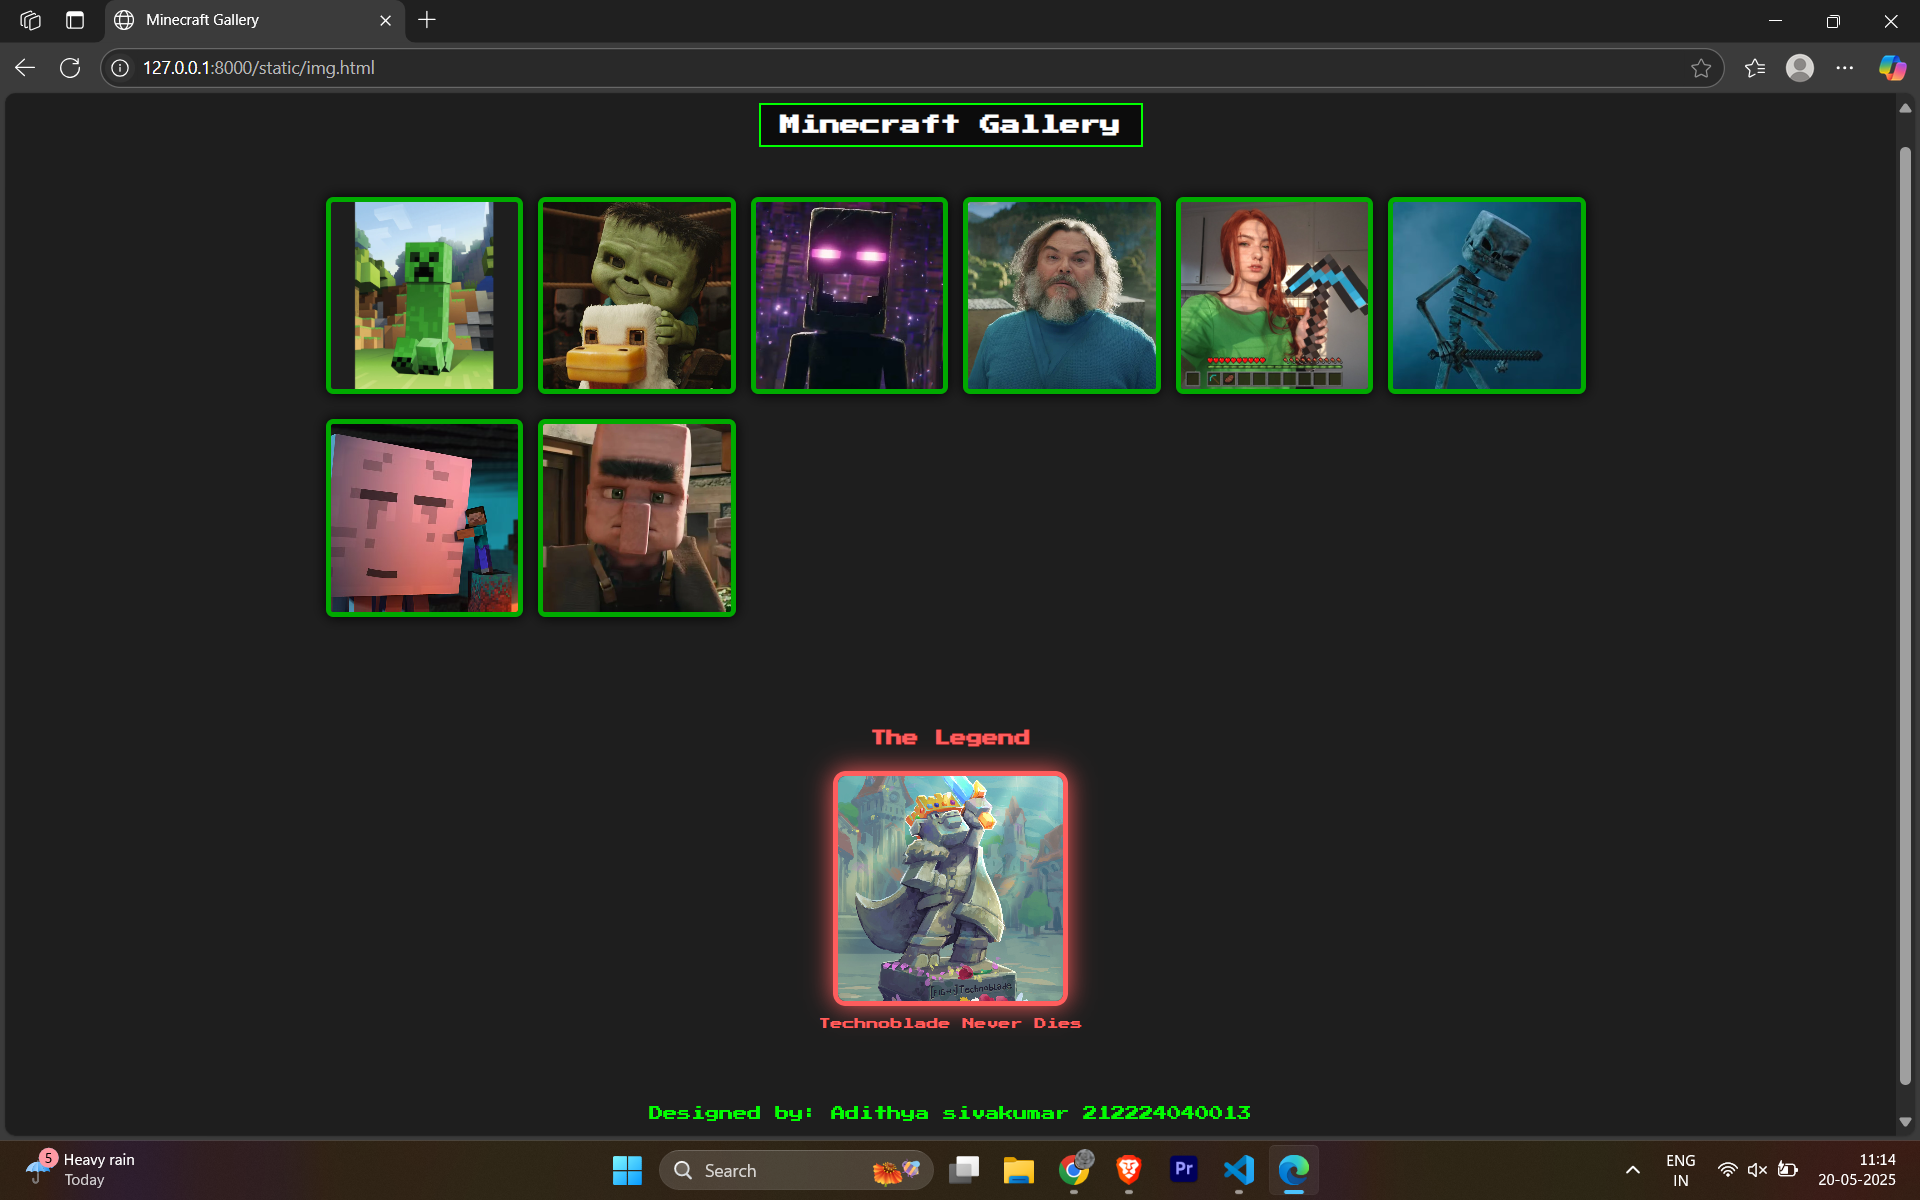 Minecraft Gallery
127.0.0.1:8000/static/img.html
Minecraft Gallery
The Legend
Technoblade
Technoblade Never Dies
Designed by: Adithya sivakumar 212224040013
5
Heavy rain
Today
Search
Pr
ENG
IN
11:14
20-05-2025